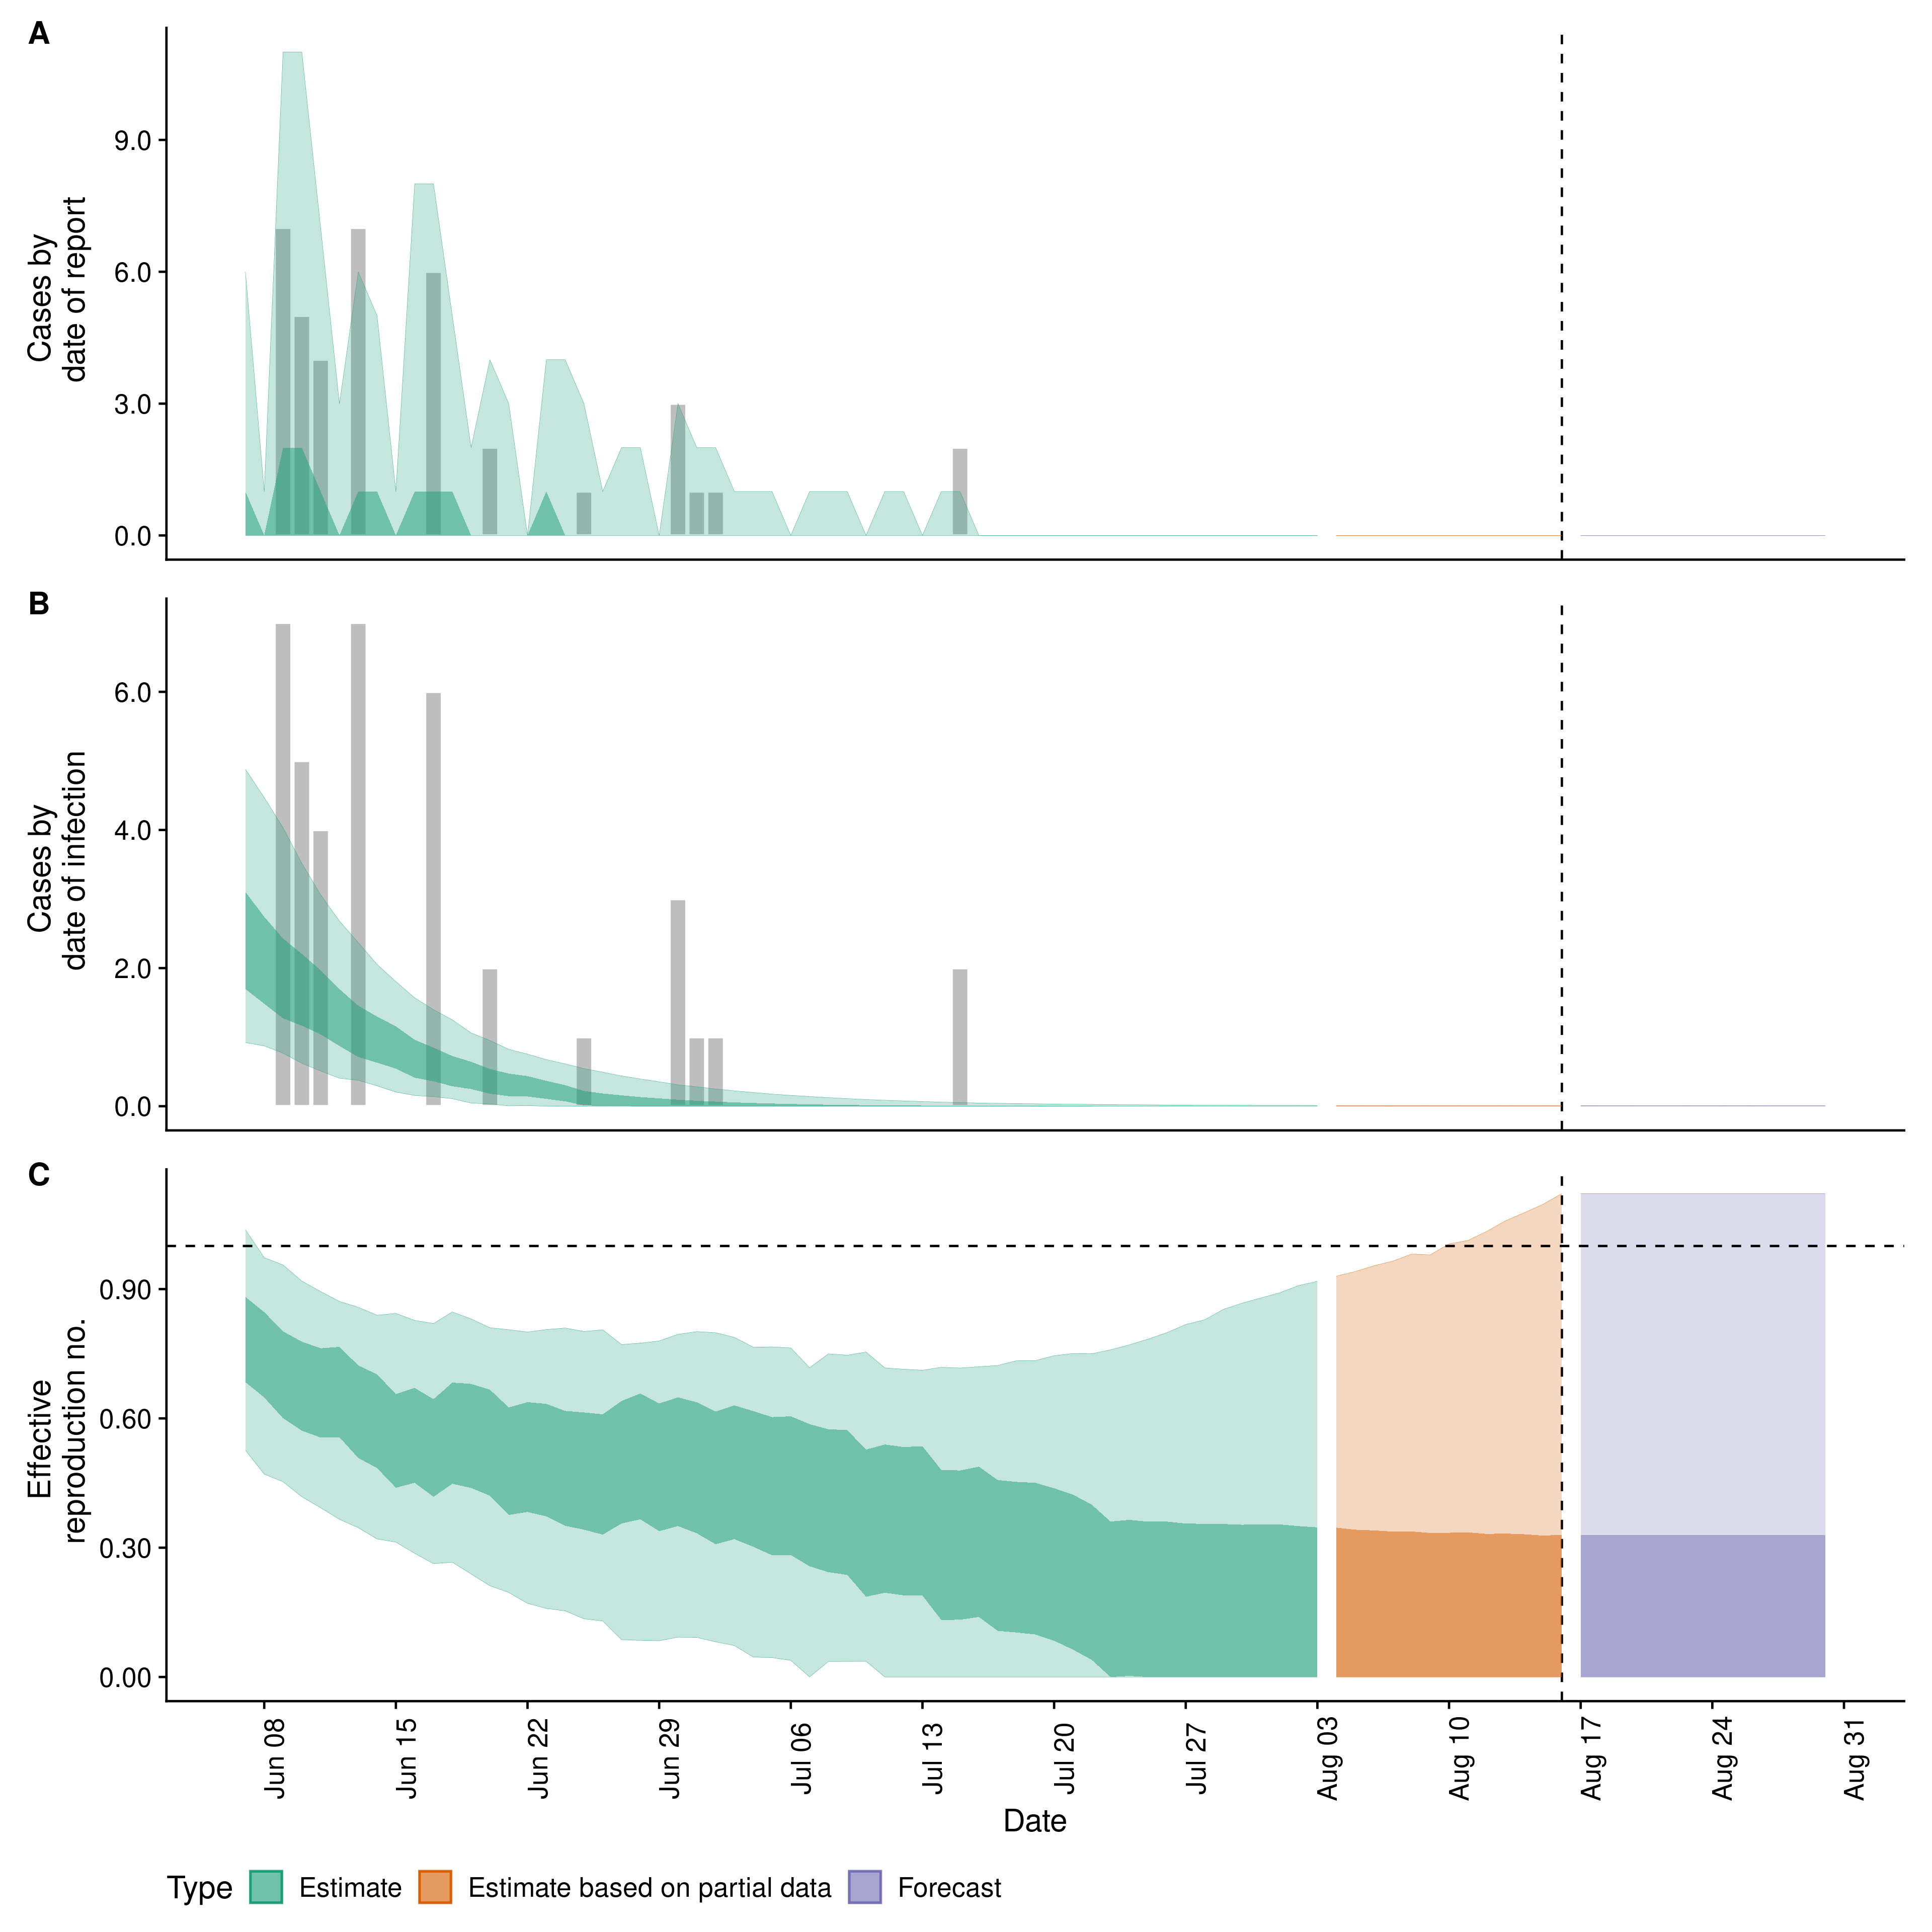 A
Cases by
date of report
9.0
6.0
3.0
0.0
B
Cases by
date of infection
6.0
4.0
2.0
0.0
C
Effective
reproduction no.
0.90
0.60
0.30
0.00
Jun 08
Jun 15
Jun 22
Jun 29
Jul 06
Jul 13
Jul 20
Jul 27
Aug 03
Aug 10
Aug 17
Aug 24
Aug 31
Date
Type Estimate Estimate based on partial data Forecast